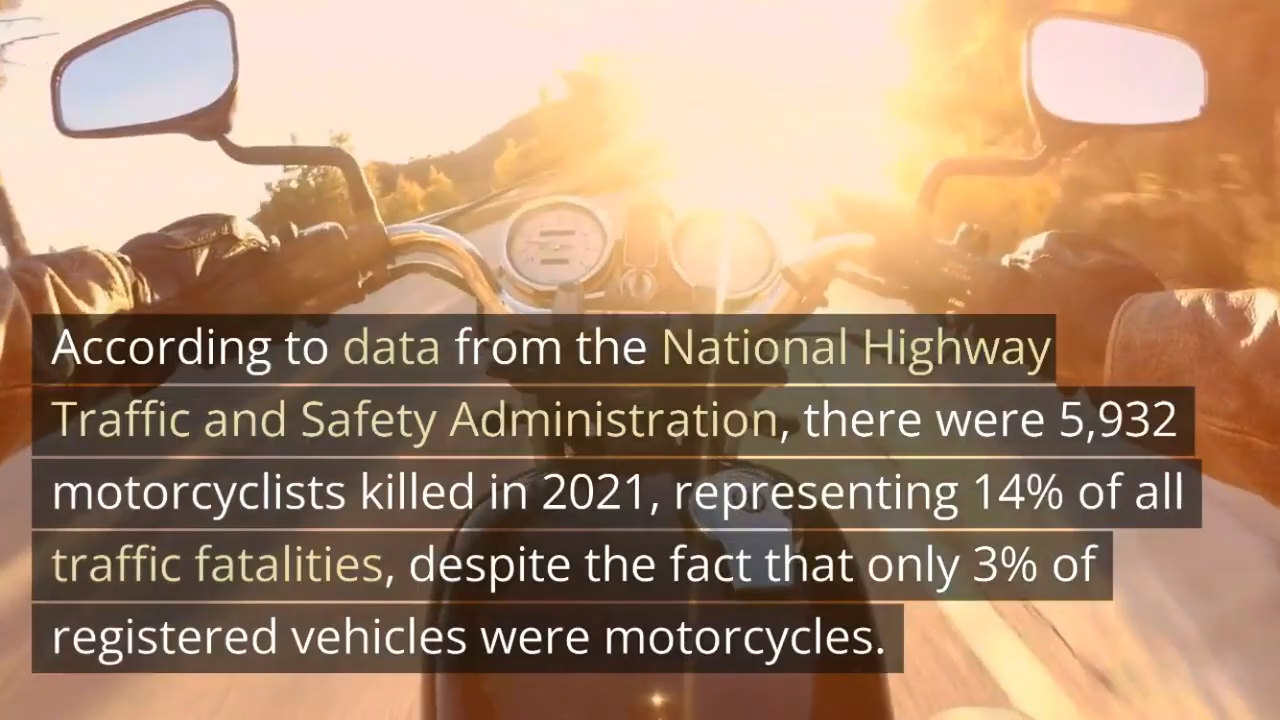 According to data from the National Highway
Traffic and Safety Administration, there were 5,932
motorcyclists killed in 2021, representing 14% of all
traffic fatalities, despite the fact that only 3% of
registered vehicles were motorcycles.